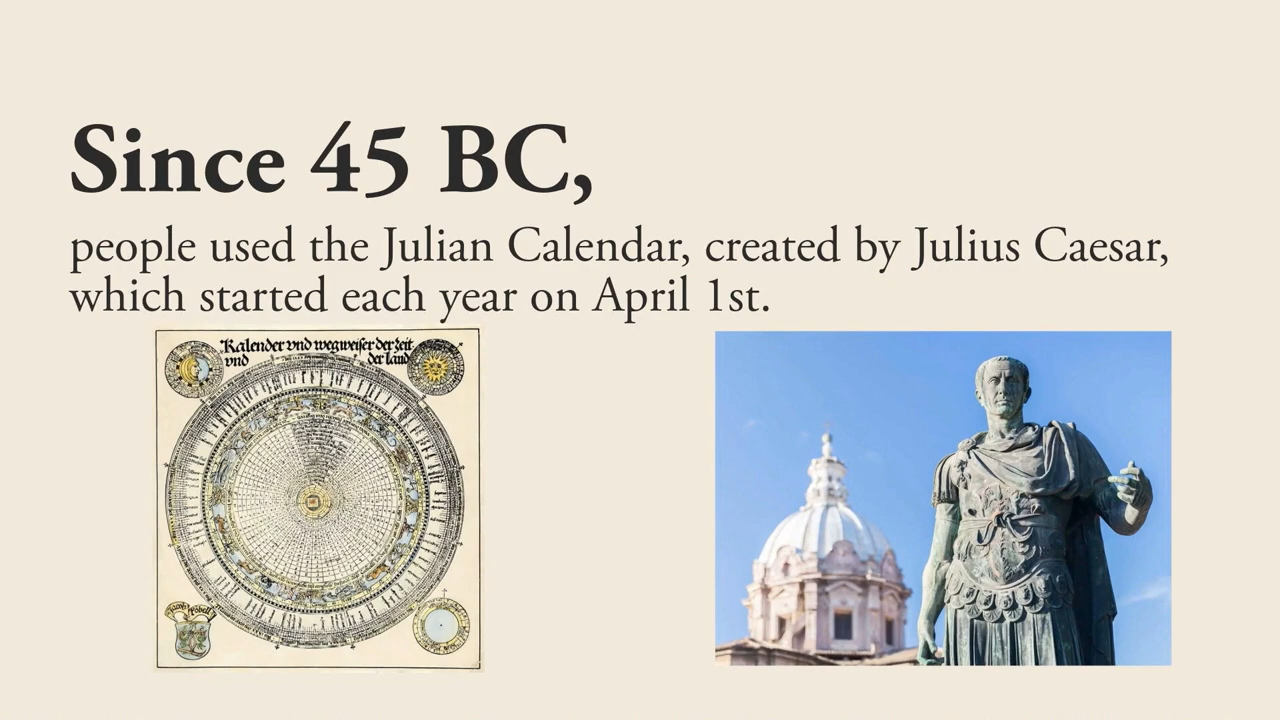 Since 45 BC,
people used the Julian Calendar, created by Julius Caesar,
which started each year on April 1st.
Kalender vnd wegweiser der zeit
vnd der land